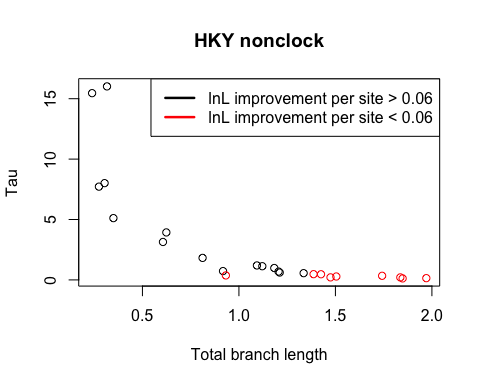 HKY nonclock
lnL improvement per site > 0.06
lnL improvement per site < 0.06
Tau
15
10
5
0
0.5 1.0 1.5 2.0
Total branch length